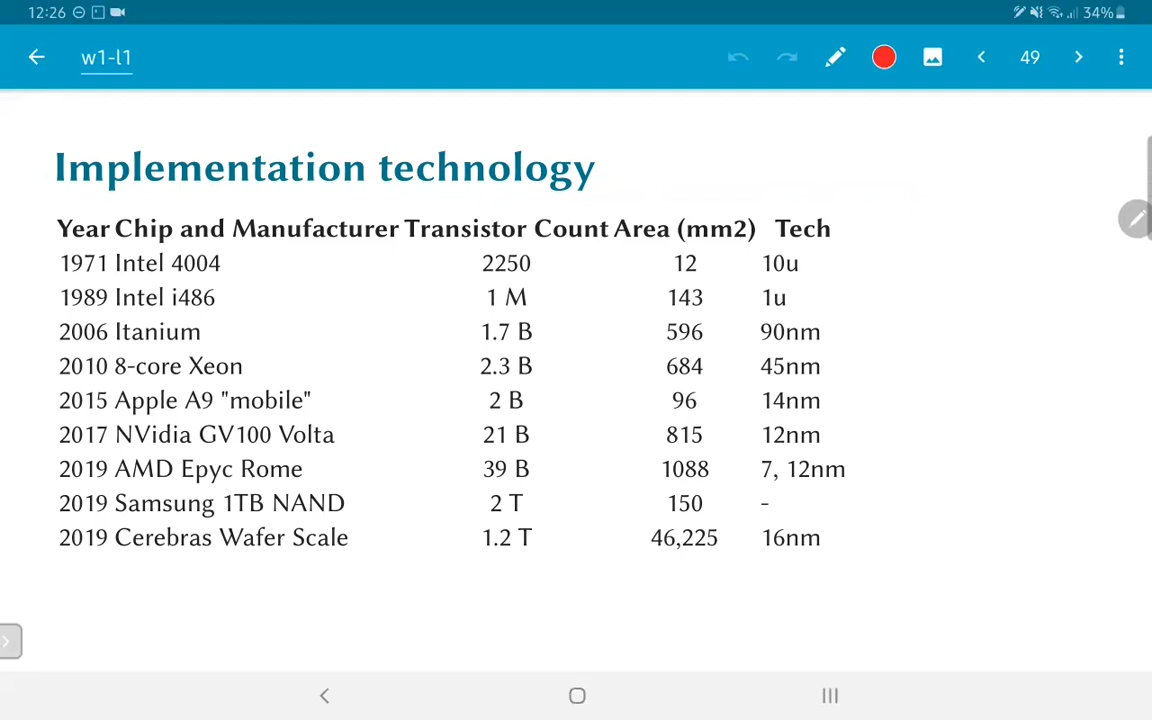 12:26 34%
w1-l1 49
Implementation technology
Year Chip and Manufacturer Transistor Count Area (mm2) Tech
1971 Intel 4004 2250 12 10u
1989 Intel i486 1 M 143 1u
2006 Itanium 1.7 B 596 90nm
2010 8-core Xeon 2.3 B 684 45nm
2015 Apple A9 "mobile" 2 B 96 14nm
2017 NVidia GV100 Volta 21 B 815 12nm
2019 AMD Epyc Rome 39 B 1088 7, 12nm
2019 Samsung 1TB NAND 2 T 150 -
2019 Cerebras Wafer Scale 1.2 T 46,225 16nm